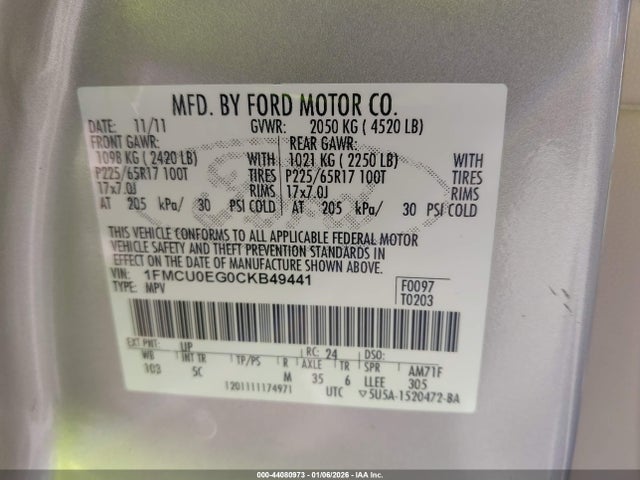 MFD. BY FORD MOTOR CO.
DATE: 11/11 GVWR: 2050 KG ( 4520 LB)
FRONT GAWR: REAR GAWR:
1098 KG ( 2420 LB) WITH 1021 KG ( 2250 LB) WITH
P225/65R17 100T TIRES P225/65R17 100T TIRES
17x7.0J RIMS 17x7.0J RIMS
AT 205 kPa/ 30 PSI COLD AT 205 kPa/ 30 PSI COLD
THIS VEHICLE CONFORMS TO ALL APPLICABLE FEDERAL MOTOR
VEHICLE SAFETY AND THEFT PREVENTION STANDARDS IN EFFECT
ON THE DATE OF MANUFACTURE SHOWN ABOVE.
VIN: 1FMCU0EG0CKB49441 F0097
TYPE: MPV T0203
EXT PNT: UP RC: 24 DSO:
WB INT TR TP/PS R AXLE TR SPR AM71F
103 5C M 35 6 LLEE 305
1201111174971 UTC ▽5U5A-1520472-BA
000-44080973 | 01/06/2026 | IAA Inc.